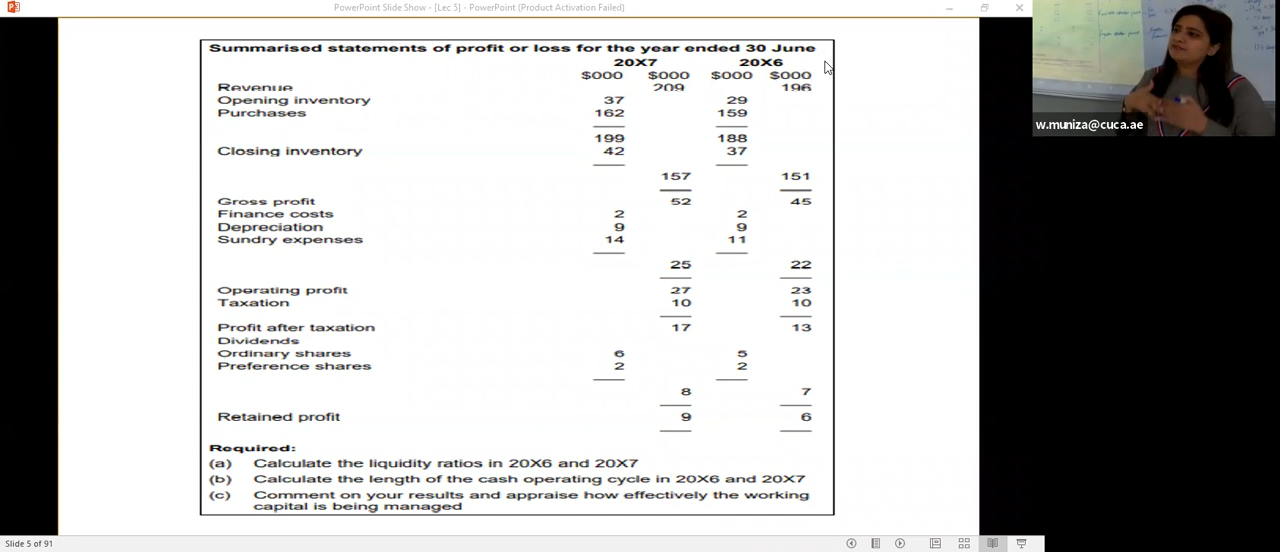 PowerPoint Slide Show - [Lec 5] - PowerPoint (Product Activation Failed)
Summarised statements of profit or loss for the year ended 30 June
20X7 20X6
$000 $000 $000 $000
Revenue 209 196
Opening inventory 37 29
Purchases 162 159
199 188
Closing inventory 42 37
157 151
Gross profit 52 45
Finance costs 2 2
Depreciation 9 9
Sundry expenses 14 11
25 22
Operating profit 27 23
Taxation 10 10
Profit after taxation 17 13
Dividends
Ordinary shares 6 5
Preference shares 2 2
8 7
Retained profit 9 6
Required:
(a) Calculate the liquidity ratios in 20X6 and 20X7
(b) Calculate the length of the cash operating cycle in 20X6 and 20X7
(c) Comment on your results and appraise how effectively the working
capital is being managed
w.muniza@cuca.ae
Slide 5 of 91